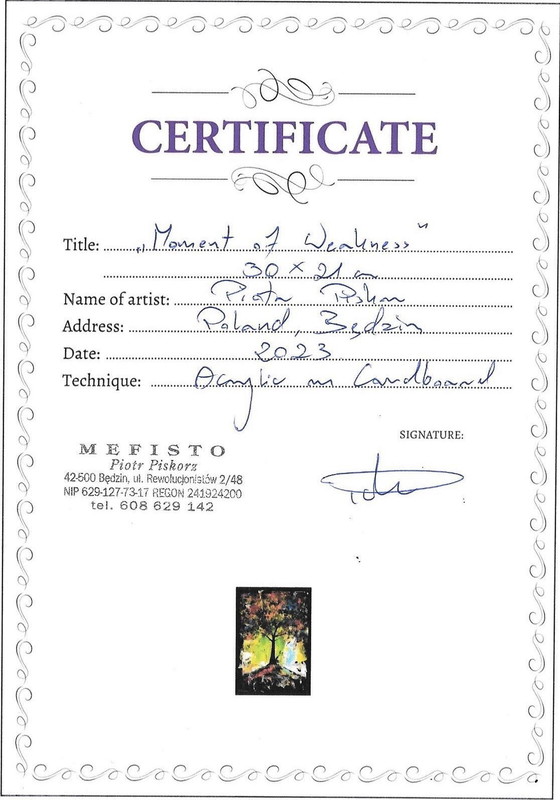 CERTIFICATE
Title: „Moment of Weakness"
30 × 21 cm
Name of artist: Piotr
Address: Poland, Będzin
Date: 2023
Technique: Acrylic on Cardboard
SIGNATURE:
MEFISTO
Piotr Piskorz
42-500 Będzin, ul. Rewolucjonistów 2/48
NIP 629-127-73-17 REGON 241924200
tel. 608 629 142